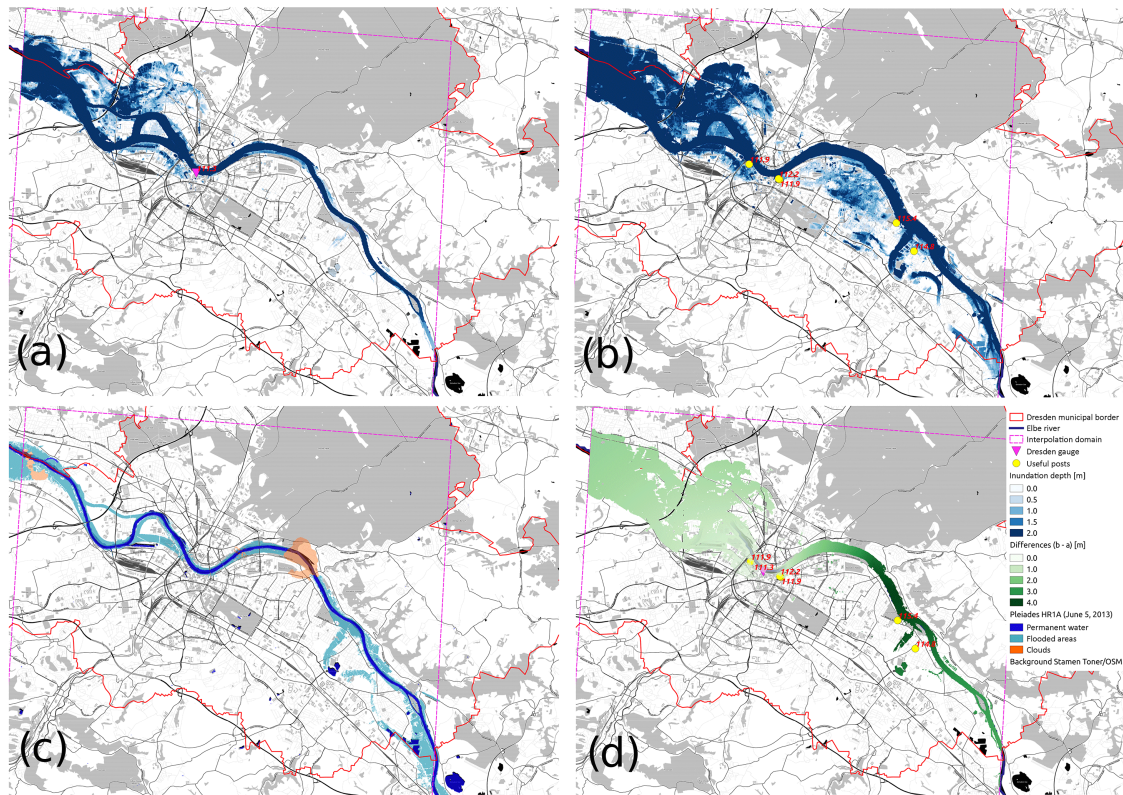 (a)
(b)
111.9
112.2
111.9
(c)
(d)
111.9
111.3
112.2
111.9
Dresden municipal border
Elbe river
Interpolation domain
Dresden gauge
Useful posts
Inundation depth [m]
0.0
0.5
1.0
1.5
2.0
Differences (b - a) [m]
0.0
1.0
2.0
3.0
4.0
Pleiades HR1A (June 5, 2013)
Permanent water
Flooded areas
Clouds
Background Stamen Toner/OSM